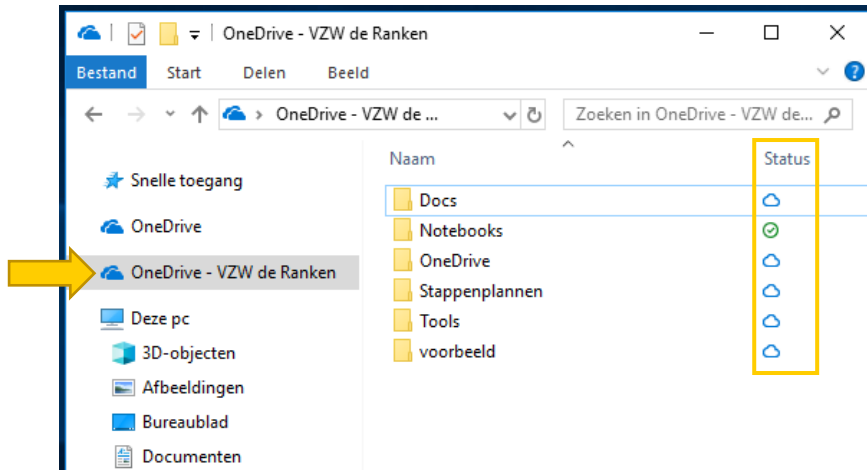 OneDrive - VZW de Ranken
Bestand Start Delen Beeld
OneDrive - VZW de ... Zoeken in OneDrive - VZW de...
Naam Status
Snelle toegang
OneDrive
OneDrive - VZW de Ranken
Deze pc
3D-objecten
Afbeeldingen
Bureaublad
Documenten
Docs
Notebooks
OneDrive
Stappenplannen
Tools
voorbeeld